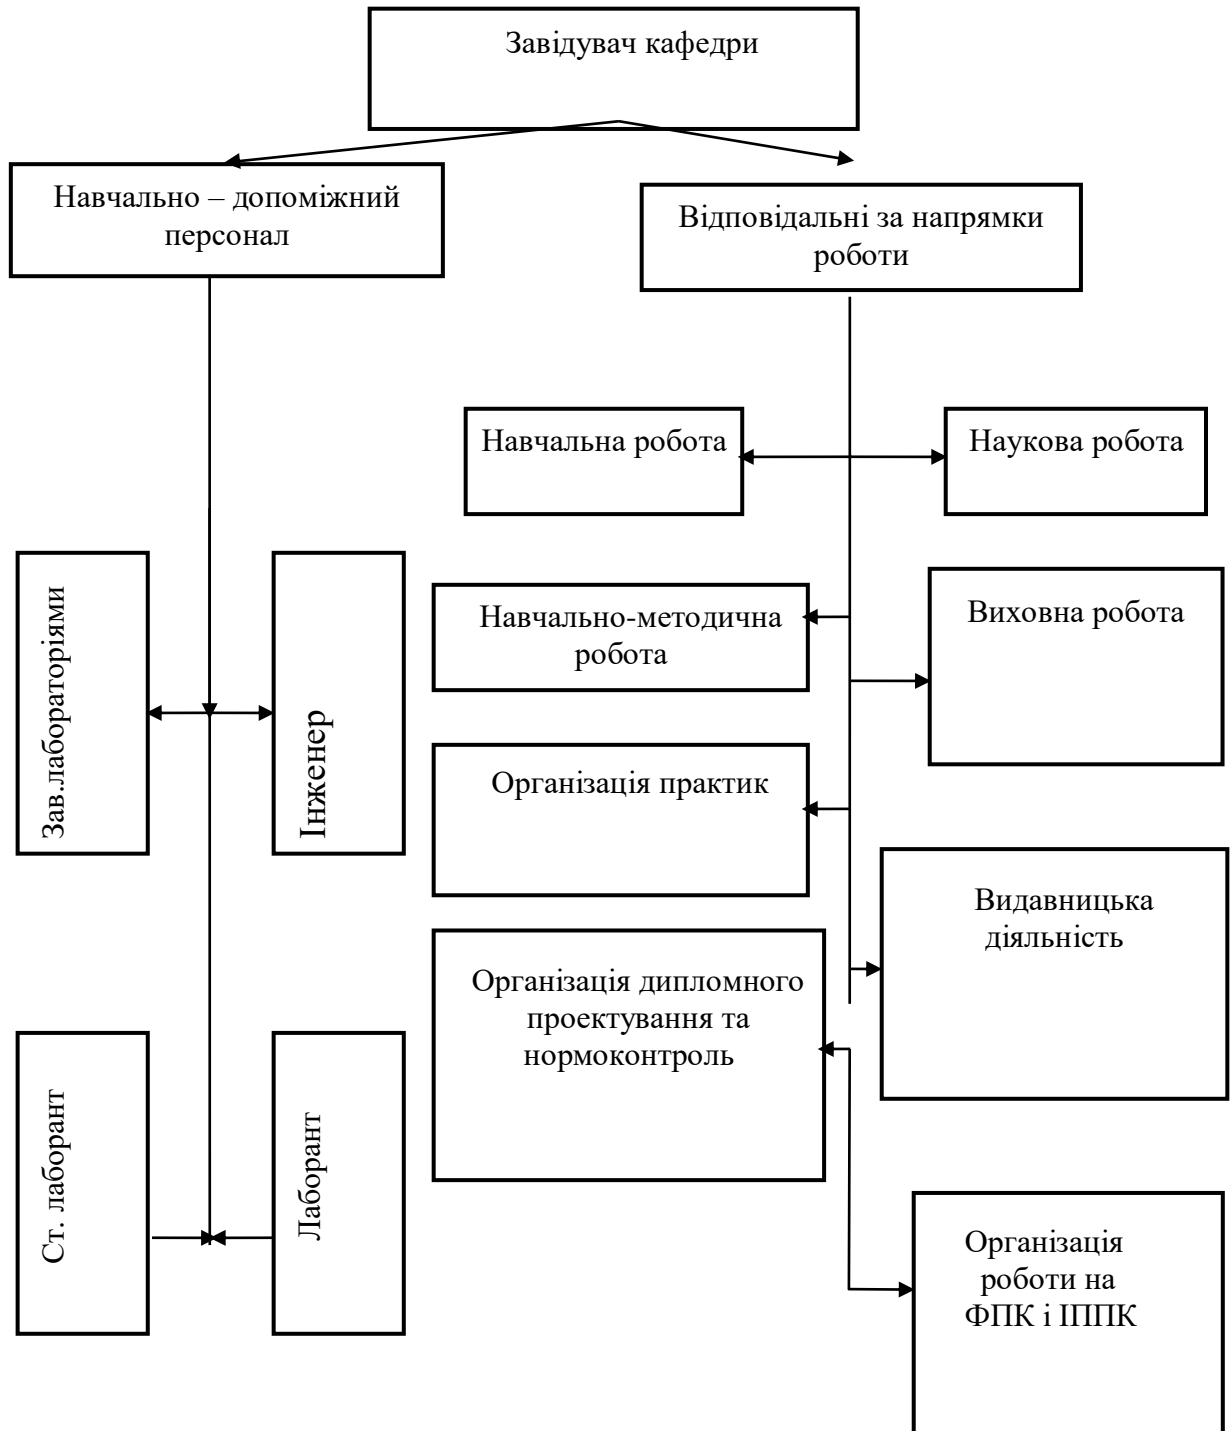 Завідувач кафедри
Навчально – допоміжний
персонал
Відповідальні за напрямки
роботи
Навчальна робота
Наукова робота
Зав.лабораторіями
Інженер
Навчально-методична
робота
Виховна робота
Організація практик
Видавницька
діяльність
Організація дипломного
проектування та
нормоконтроль
Ст. лаборант
Лаборант
Організація
роботи на
ФПК і ІППК